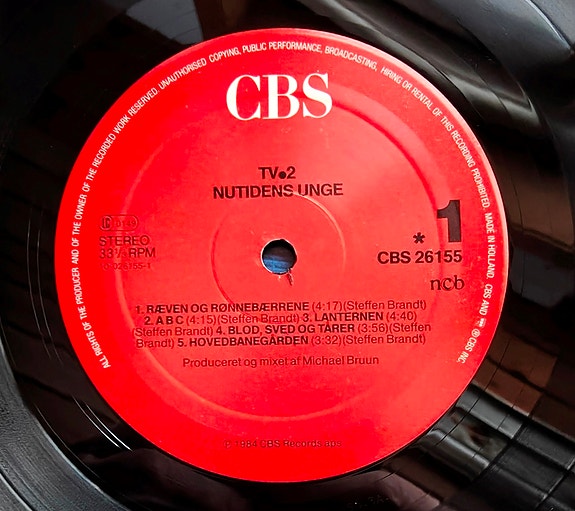 ALL RIGHTS OF THE PRODUCER AND OF THE OWNER OF THE RECORDED WORK RESERVED. UNAUTHORISED COPYING, PUBLIC PERFORMANCE, BROADCASTING, HIRING OR RENTAL OF THIS RECORDING PROHIBITED. MADE IN HOLLAND. CBS AND ® CBS INC.
CBS
TV•2
NUTIDENS UNGE
STEREO
33⅓ RPM
* 1
CBS 26155
ncb
1. RÆVEN OG RØNNEBÆRRENE (4:17)(Steffen Brandt)
2. A B C (4:15)(Steffen Brandt) 3. LANTERNEN (4:40)
(Steffen Brandt) 4. BLOD, SVED OG TÅRER (3:56)(Steffen
Brandt) 5. HOVEDBANEGÅRDEN (3:32)(Steffen Brandt)
Produceret og mixet af Michael Bruun
℗ 1984 CBS Records aps